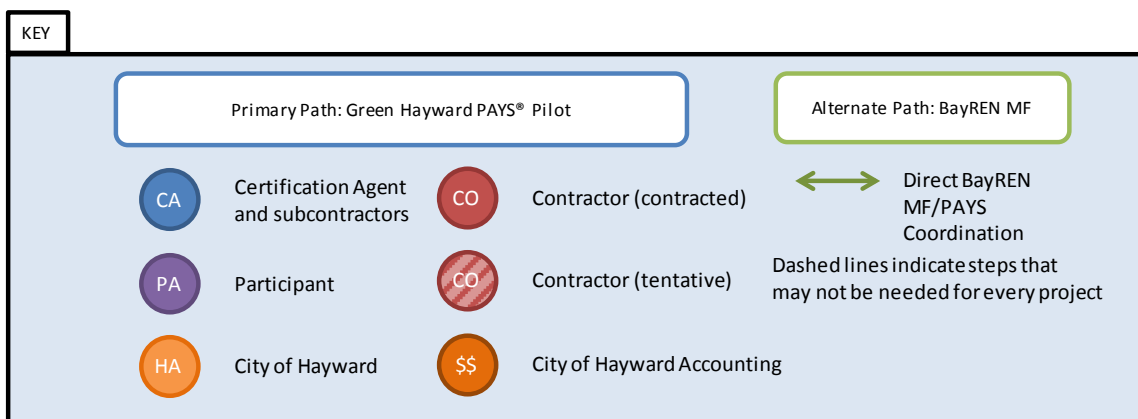 KEY
Primary Path: Green Hayward PAYS® Pilot
Alternate Path: BayREN MF
CA
Certification Agent
and subcontractors
CO
Contractor (contracted)
Direct BayREN
MF/PAYS
Coordination
PA
Participant
CO
Contractor (tentative)
Dashed lines indicate steps that
may not be needed for every project
HA
City of Hayward
$$
City of Hayward Accounting